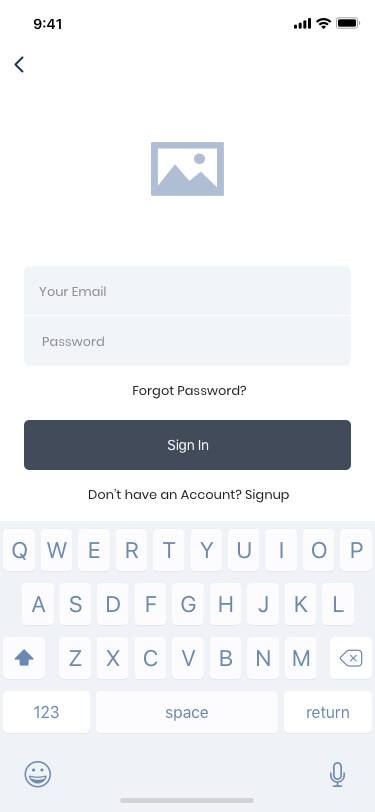 9:41
Your Email
Password
Forgot Password?
Sign In
Don't have an Account? Signup
Q W E R T Y U I O P
A S D F G H J K L
Z X C V B N M
123 space return